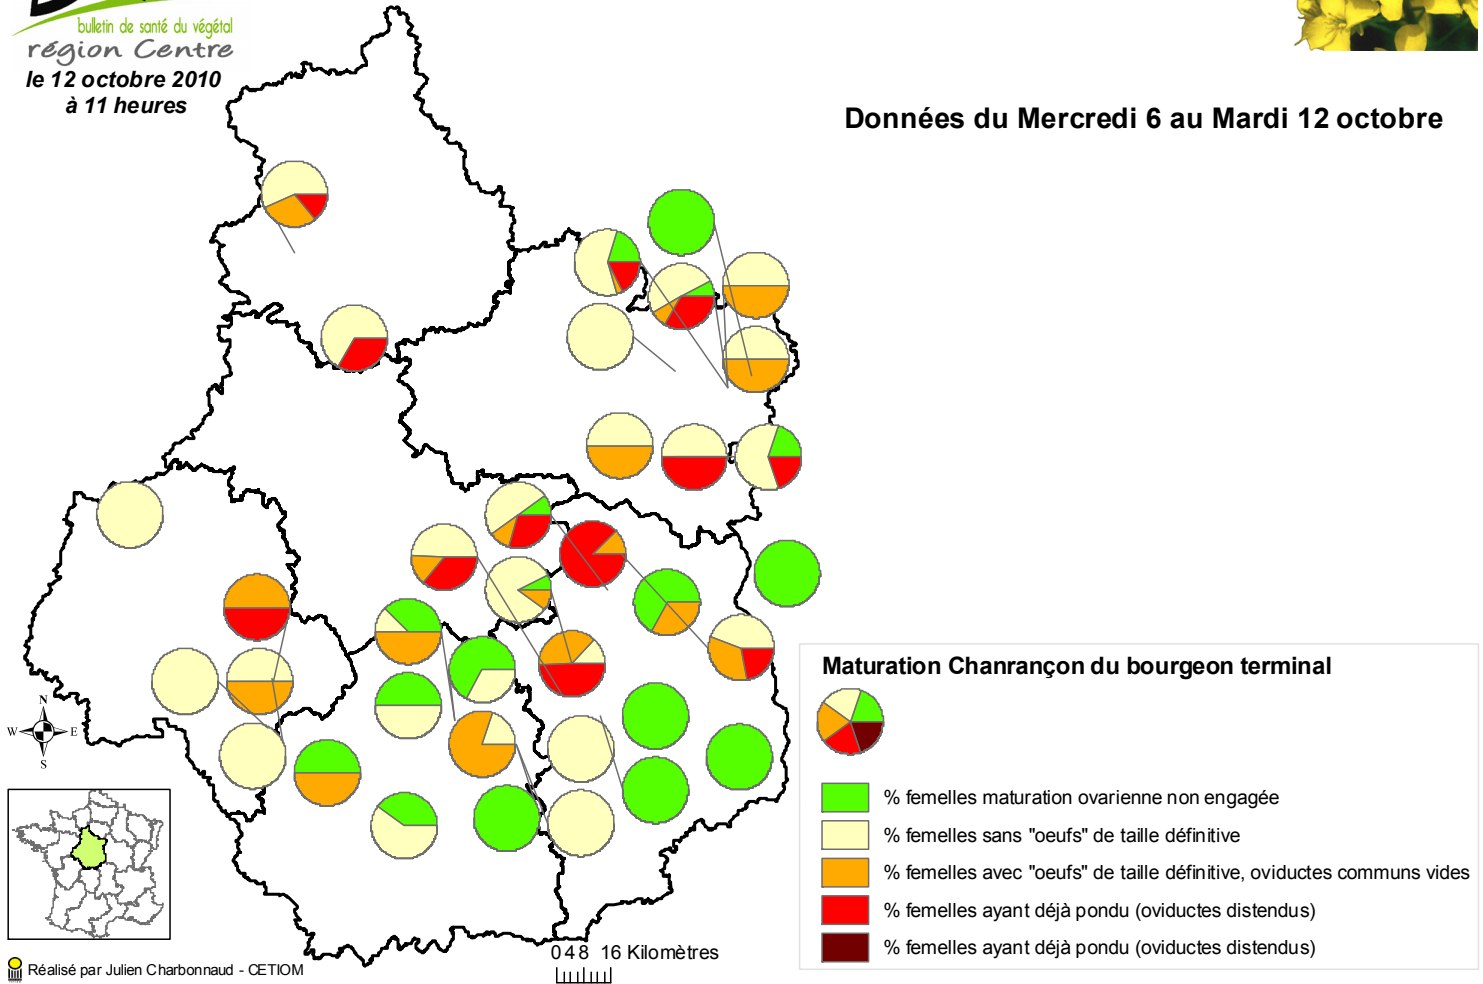 bulletin de santé du végétal
région Centre
le 12 octobre 2010
à 11 heures
Données du Mercredi 6 au Mardi 12 octobre
Maturation Chanrançon du bourgeon terminal
% femelles maturation ovarienne non engagée
% femelles sans "oeufs" de taille définitive
% femelles avec "oeufs" de taille définitive, oviductes communs vides
% femelles ayant déjà pondu (oviductes distendus)
% femelles ayant déjà pondu (oviductes distendus)
N
W E
S
0 4 8 16 Kilomètres
Réalisé par Julien Charbonnaud - CETIOM